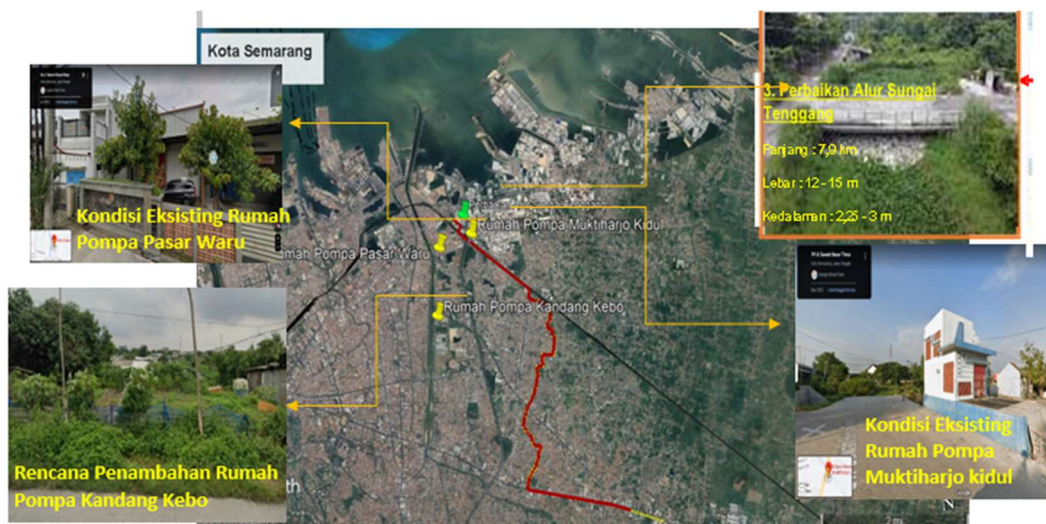 Kota Semarang
Kondisi Eksisting Rumah
Pompa Pasar Waru
3. Perbaikan Alur Sungai
Tenggang
Panjang : 7,9 km
Lebar : 12 - 15 m
Kedalaman : 2,25 - 3 m
Rumah Pompa Muktiharjo Kidul
Pompa Pasar Waru
Rumah Pompa Kandang Kebo
Rencana Penambahan Rumah
Pompa Kandang Kebo
Kondisi Eksisting
Rumah Pompa
Muktiharjo kidul
N